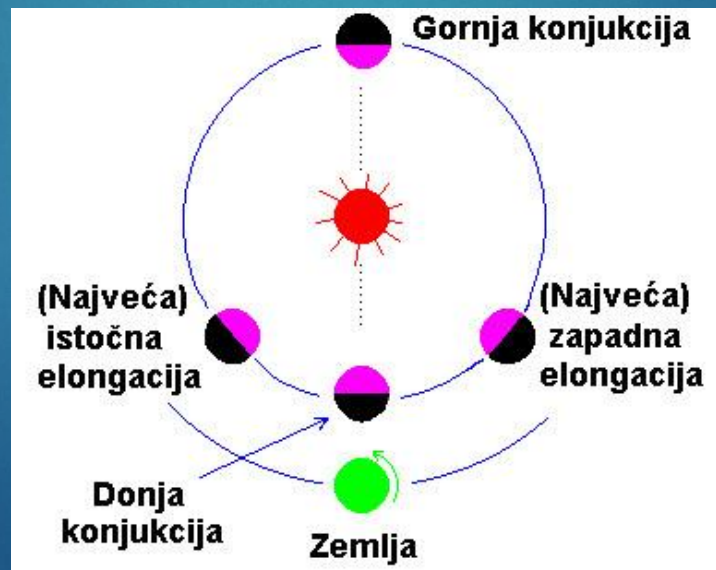 Gornja konjukcija
(Najveća)
istočna
elongacija
(Najveća)
zapadna
elongacija
Donja
konjukcija
Zemlja